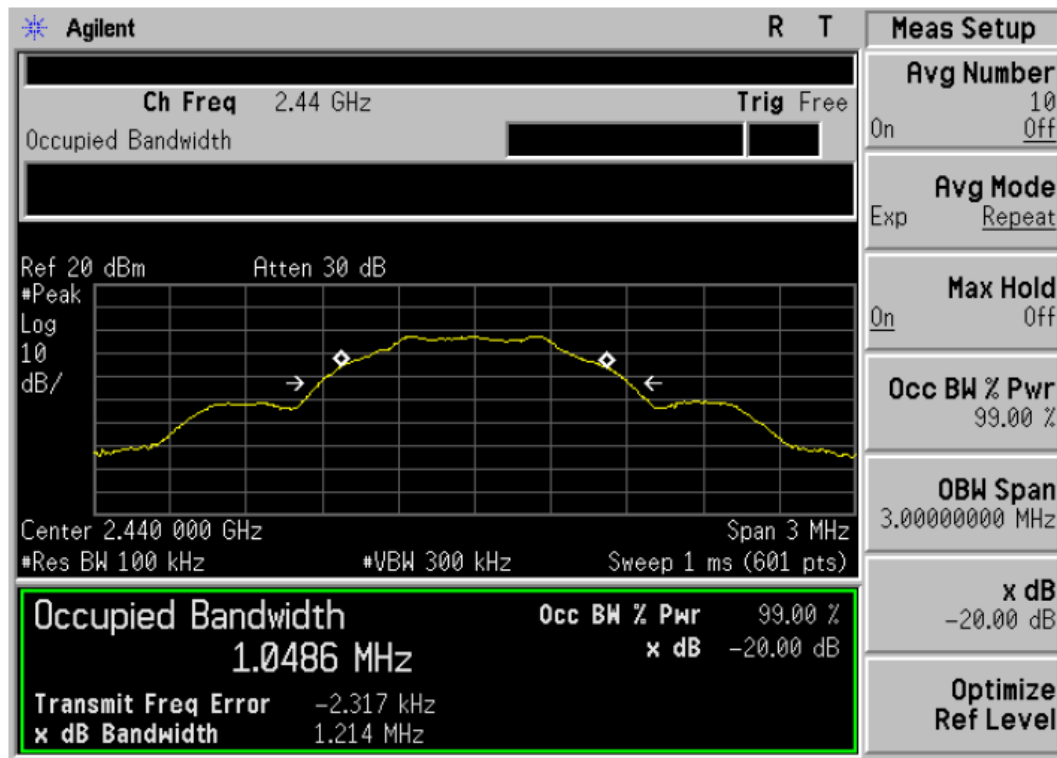 Agilent R T
Ch Freq 2.44 GHz Trig Free
Occupied Bandwidth
Ref 20 dBm Atten 30 dB
#Peak
Log
10
dB/
Center 2.440 000 GHz Span 3 MHz
#Res BW 100 kHz #VBW 300 kHz Sweep 1 ms (601 pts)
Occupied Bandwidth Occ BW % Pwr 99.00 %
1.0486 MHz x dB -20.00 dB
Transmit Freq Error -2.317 kHz
x dB Bandwidth 1.214 MHz
Meas Setup
Avg Number
10
On Off
Avg Mode
Exp Repeat
Max Hold
On Off
Occ BW % Pwr
99.00 %
OBW Span
3.00000000 MHz
x dB
-20.00 dB
Optimize
Ref Level